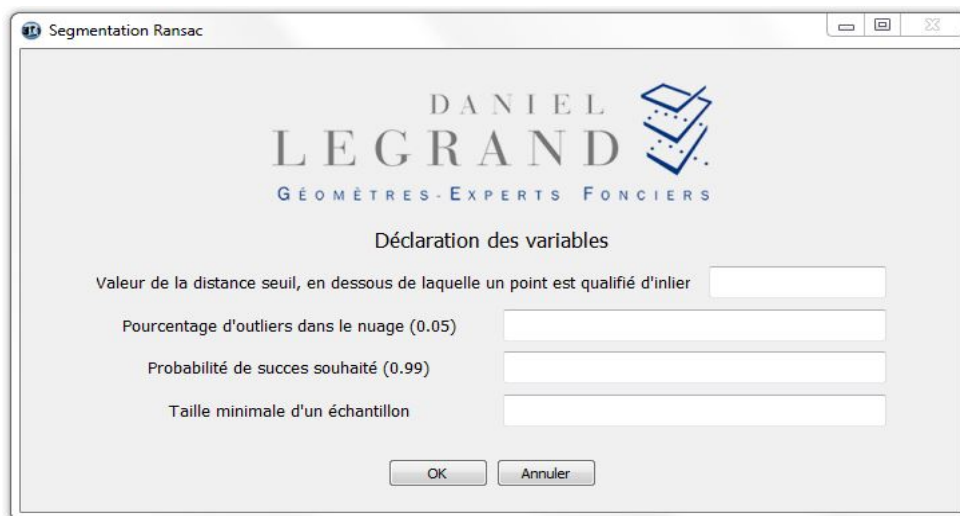 Segmentation Ransac
DANIEL
LEGRAND
GÉOMÈTRES-EXPERTS FONCIERS
Déclaration des variables
Valeur de la distance seuil, en dessous de laquelle un point est qualifié d'inlier
Pourcentage d'outliers dans le nuage (0.05)
Probabilité de succes souhaité (0.99)
Taille minimale d'un échantillon
OK
Annuler